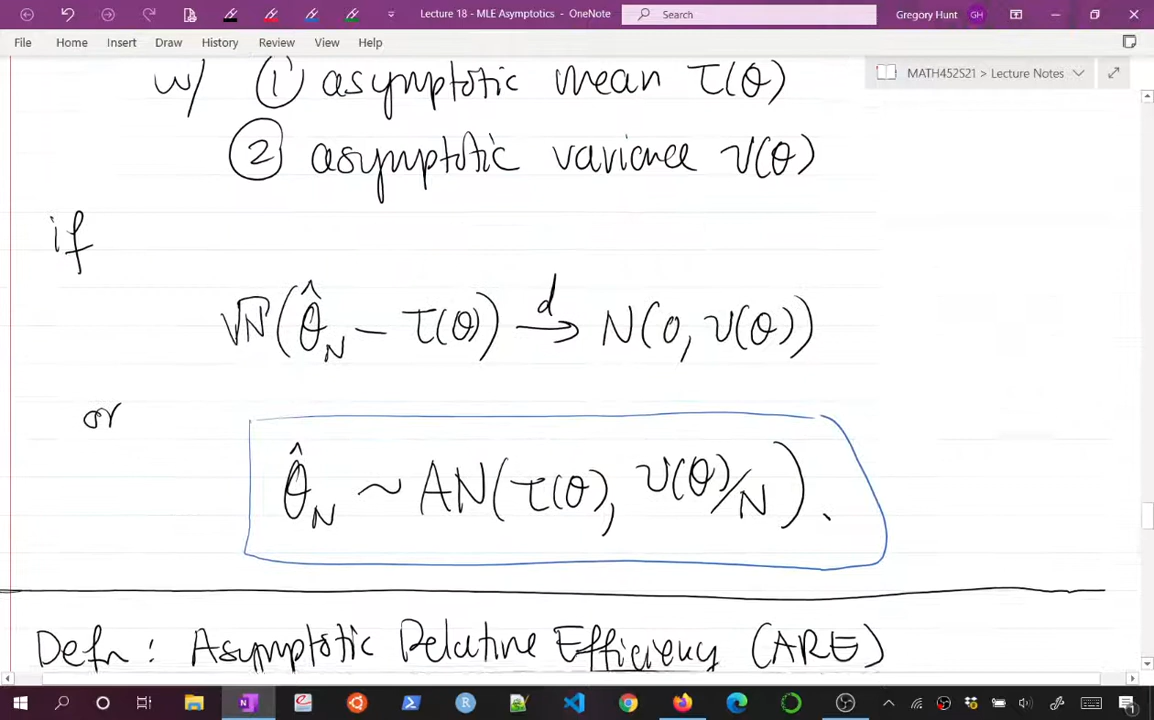 Lecture 18 - MLE Asymptotics - OneNote
Search
Gregory Hunt GH
File Home Insert Draw History Review View Help
MATH452S21 > Lecture Notes
w/ ① asymptotic mean τ(θ)
② asymptotic variance v(θ)
if
√N(θ̂_N − τ(θ)) →^d N(0, v(θ))
or
θ̂_N ~ AN(τ(θ), v(θ)/N).
Defn: Asymptotic Relative Efficiency (ARE)